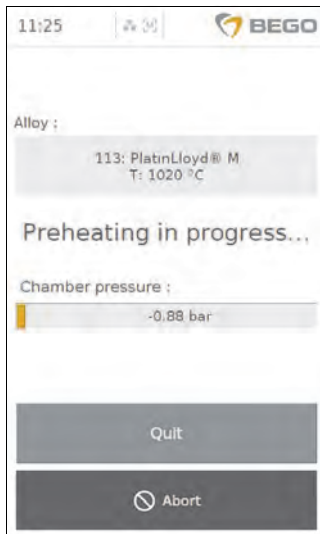 11:25
BEGO
Alloy :
113: PlatinLloyd® M
T: 1020 °C
Preheating in progress...
Chamber pressure :
-0.88 bar
Quit
Abort